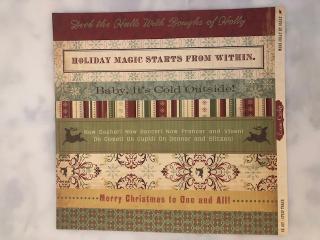 Deck the Halls With Boughs of Holly
HOLIDAY MAGIC STARTS FROM WITHIN.
Baby, It's Cold Outside!
Now Dasher! Now Dancer! Now Prancer and Vixen!
On Comet! On Cupid! On Donner and Blitzen!
Merry Christmas to One and All!